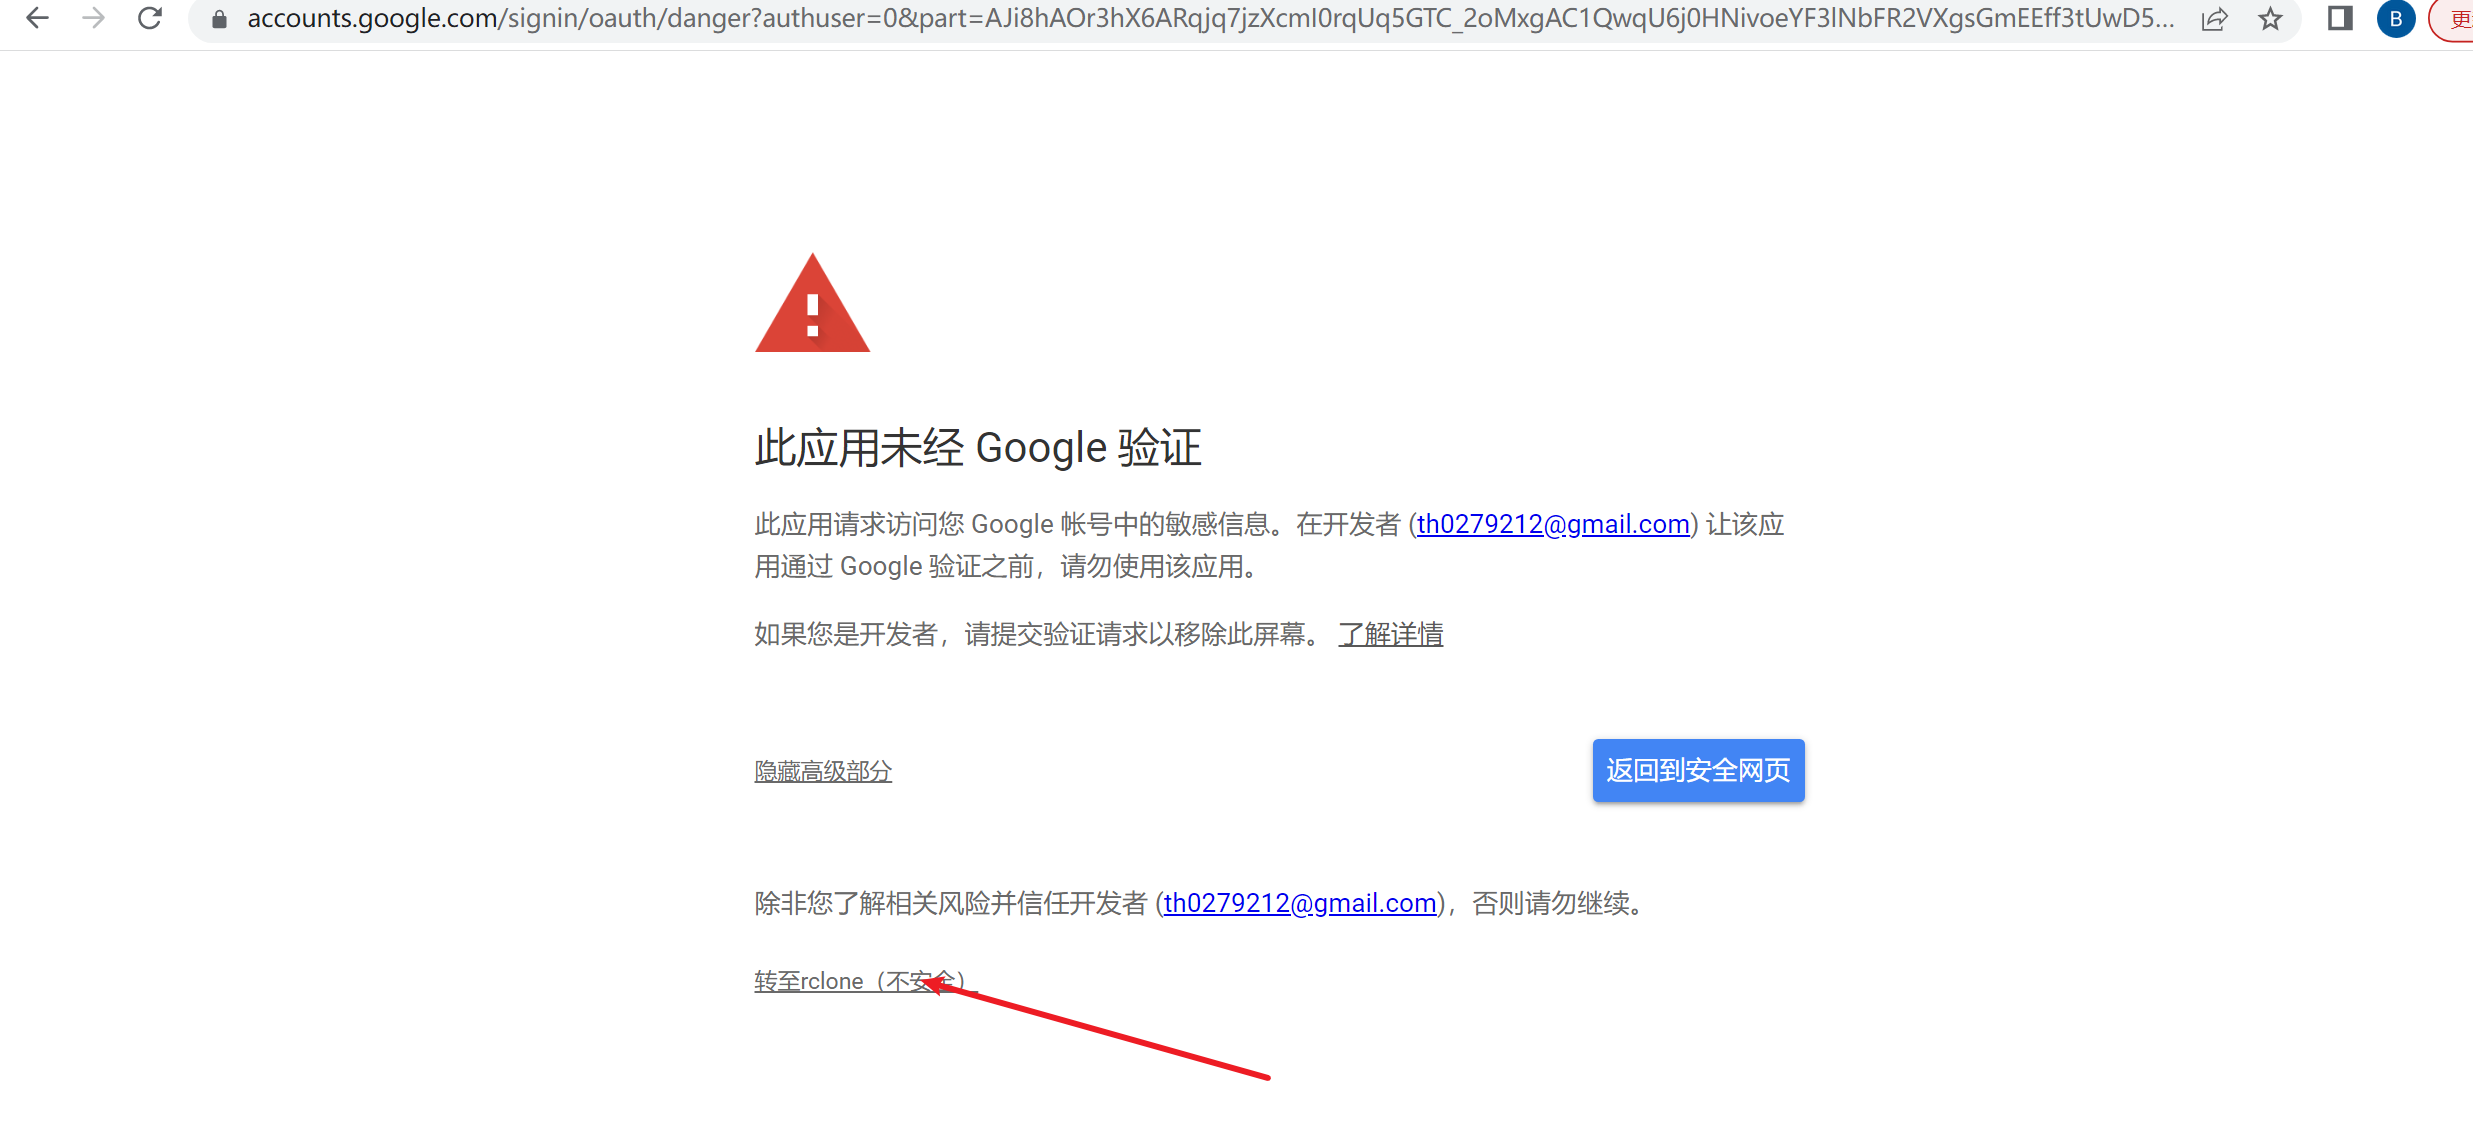 accounts.google.com/signin/oauth/danger?authuser=0&part=AJi8hAOr3hX6ARqjq7jzXcmI0rqUq5GTC_2oMxgAC1QwqU6j0HNivoeYF3lNbFR2VXgsGmEEff3tUwD5...
B
更
此应用未经 Google 验证
此应用请求访问您 Google 帐号中的敏感信息。在开发者 (th0279212@gmail.com) 让该应
用通过 Google 验证之前，请勿使用该应用。
如果您是开发者，请提交验证请求以移除此屏幕。 了解详情
隐藏高级部分
返回到安全网页
除非您了解相关风险并信任开发者 (th0279212@gmail.com)，否则请勿继续。
转至rclone（不安全）